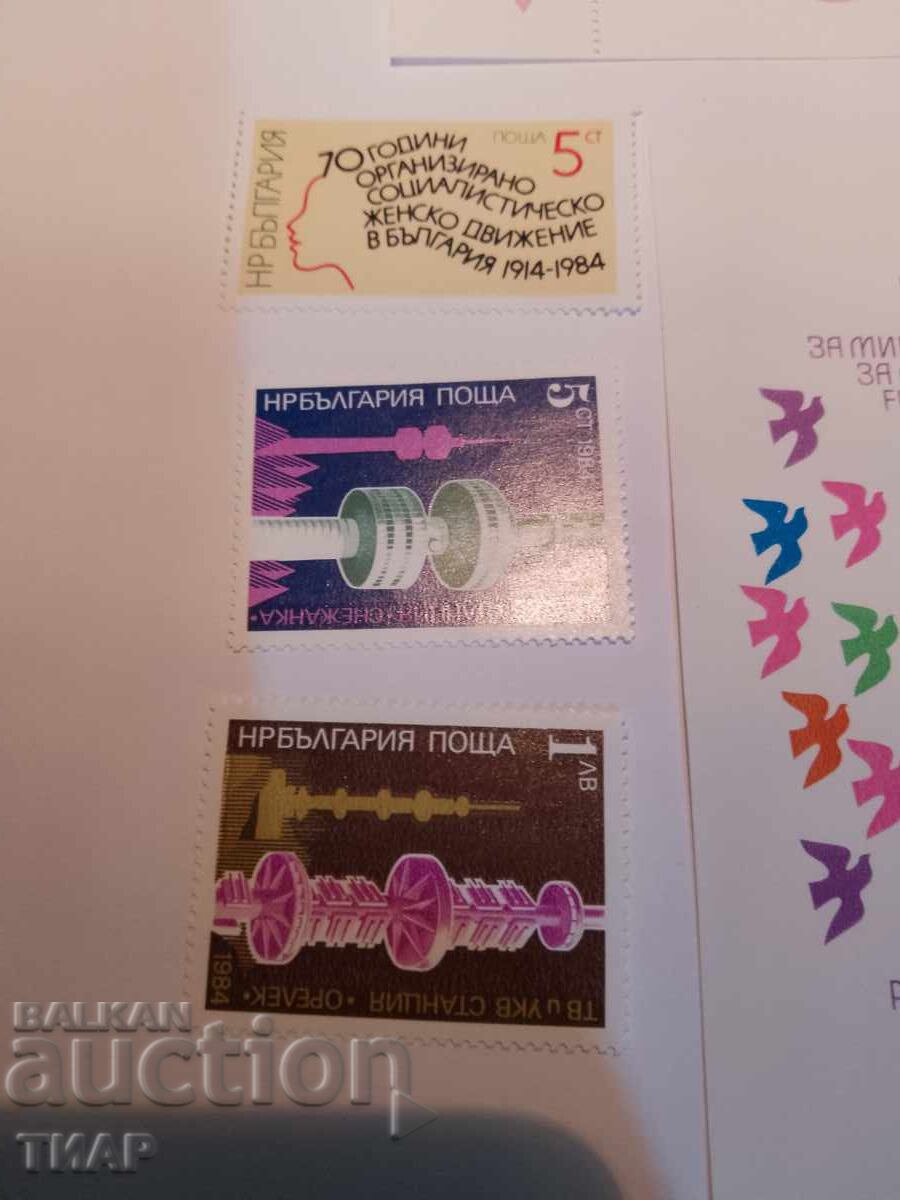 НР БЪЛГАРИЯ
ПОЩА 5 СТ
70 ГОДИНИ
ОРГАНИЗИРАНО
СОЦИАЛИСТИЧЕСКО
ЖЕНСКО ДВИЖЕНИЕ
В БЪЛГАРИЯ 1914-1984
НРБЪЛГАРИЯ ПОЩА
5 СТ 1984
СНЕЖАНКА
НРБЪЛГАРИЯ ПОЩА
1 ЛВ
ТВ и УКВ СТАНЦИЯ • ОРЕЛЕК •
1984
ЗА
ЗА
BALKAN
auction
ТИАР